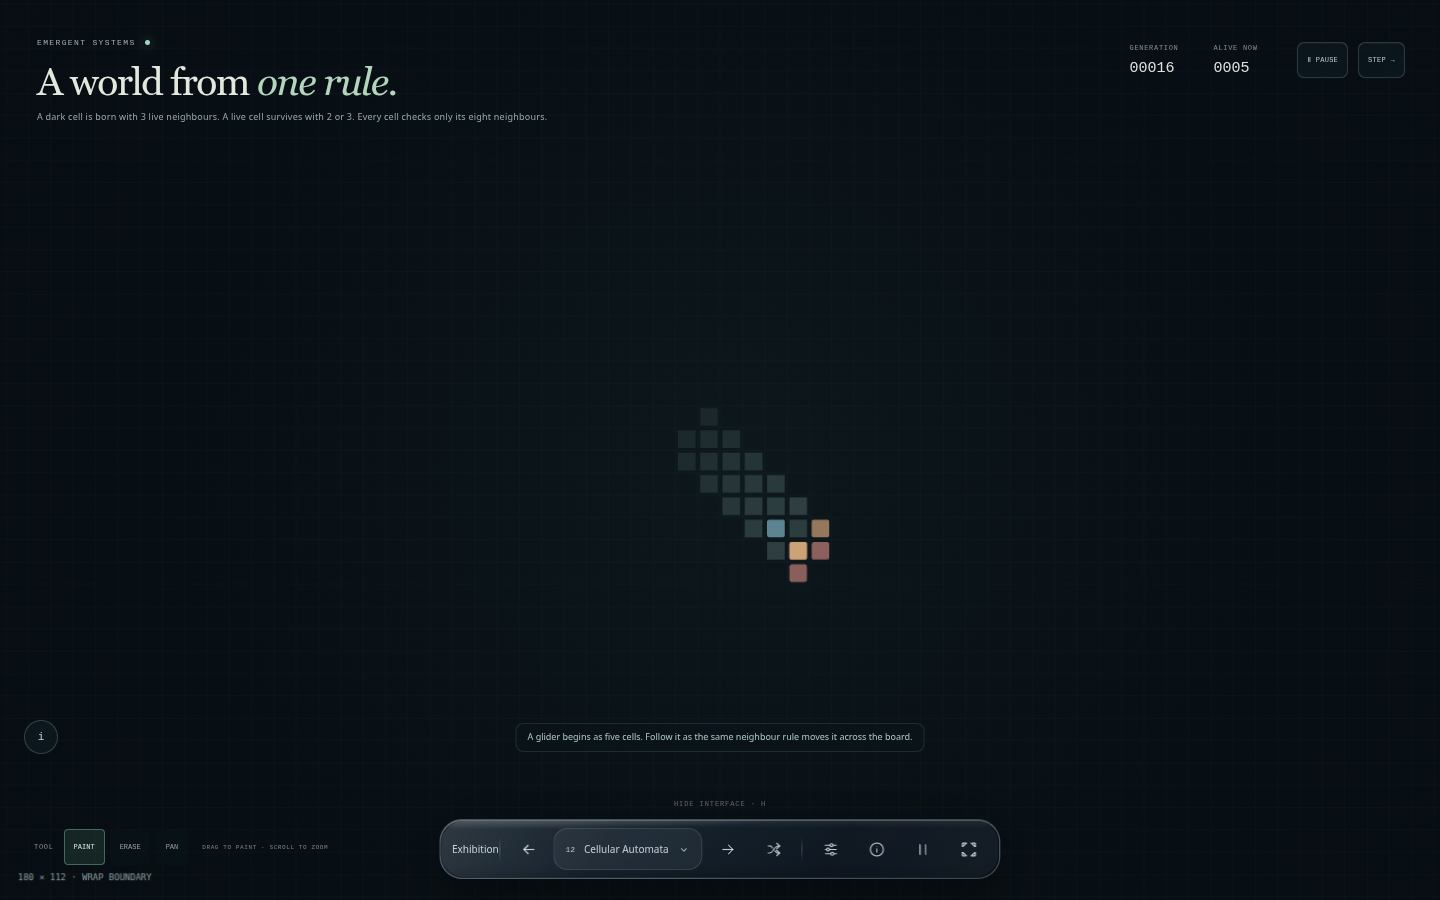 EMERGENT SYSTEMS
A world from one rule.
A dark cell is born with 3 live neighbours. A live cell survives with 2 or 3. Every cell checks only its eight neighbours.
GENERATION
00016
ALIVE NOW
0005
PAUSE
STEP →
i
A glider begins as five cells. Follow it as the same neighbour rule moves it across the board.
HIDE INTERFACE · H
TOOL PAINT ERASE PAN DRAG TO PAINT · SCROLL TO ZOOM
180 × 112 · WRAP BOUNDARY
Exhibition
12 Cellular Automata